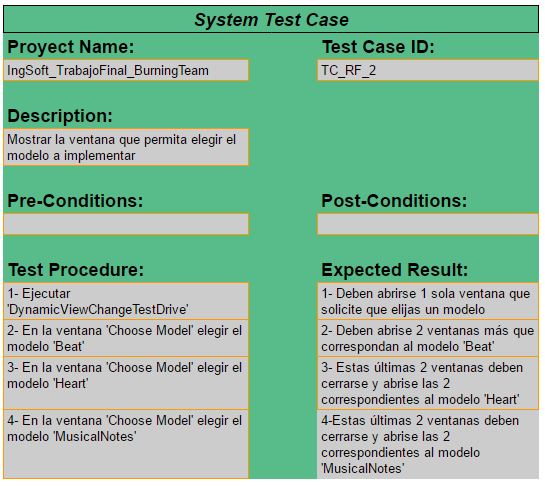 System Test Case
Proyect Name:
Test Case ID:
IngSoft_TrabajoFinal_BurningTeam
TC_RF_2
Description:
Mostrar la ventana que permita elegir el
modelo a implementar
Pre-Conditions:
Post-Conditions:
Test Procedure:
Expected Result:
1- Ejecutar
'DynamicViewChangeTestDrive'
1- Deben abrirse 1 sola ventana que
solicite que elijas un modelo
2- En la ventana 'Choose Model' elegir el
modelo 'Beat'
2- Deben abrise 2 ventanas más que
correspondan al modelo 'Beat'
3- En la ventana 'Choose Model' elegir el
modelo 'Heart'
3- Estas últimas 2 ventanas deben
cerrarse y abrise las 2
correspondientes al modelo 'Heart'
4- En la ventana 'Choose Model' elegir el
modelo 'MusicalNotes'
4-Estas últimas 2 ventanas deben
cerrarse y abrise las 2
correspondientes al modelo
'MusicalNotes'